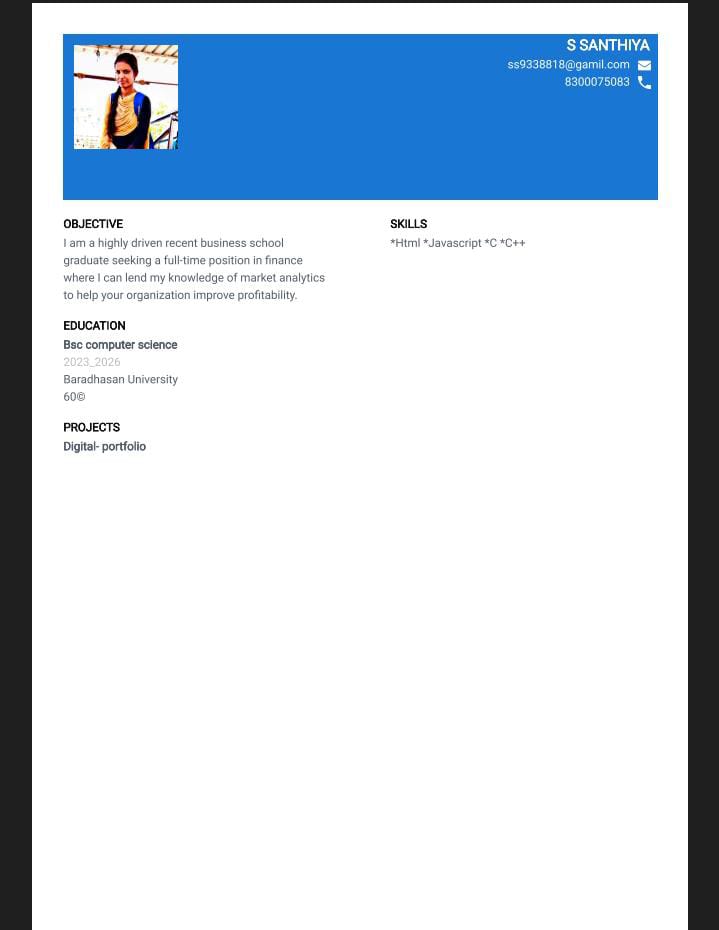 S SANTHIYA
ss9338818@gamil.com
8300075083
OBJECTIVE
I am a highly driven recent business school
graduate seeking a full-time position in finance
where I can lend my knowledge of market analytics
to help your organization improve profitability.
EDUCATION
Bsc computer science
2023_2026
Baradhasan University
60©
PROJECTS
Digital- portfolio
SKILLS
*Html *Javascript *C *C++